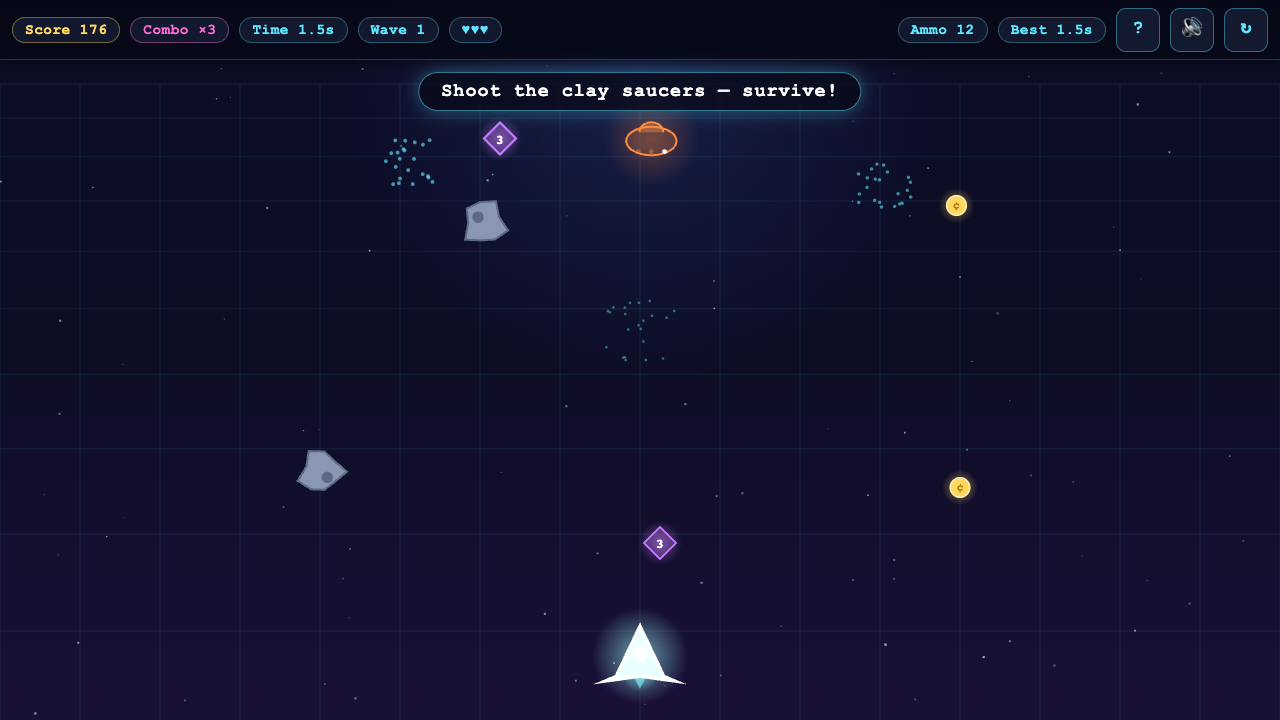 Score 176
Combo ×3
Time 1.5s
Wave 1
♥♥♥
Ammo 12
Best 1.5s
?
↻
Shoot the clay saucers — survive!
3
¢
¢
3